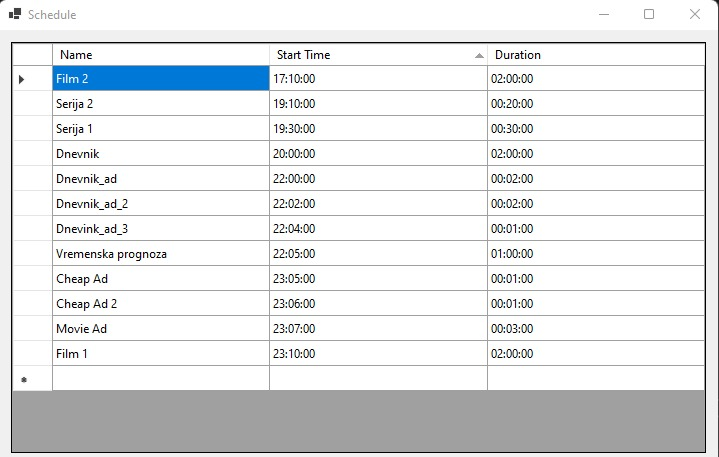 Schedule
Name Start Time Duration
Film 2 17:10:00 02:00:00
Serija 2 19:10:00 00:20:00
Serija 1 19:30:00 00:30:00
Dnevnik 20:00:00 02:00:00
Dnevnik_ad 22:00:00 00:02:00
Dnevnik_ad_2 22:02:00 00:02:00
Dnevink_ad_3 22:04:00 00:01:00
Vremenska prognoza 22:05:00 01:00:00
Cheap Ad 23:05:00 00:01:00
Cheap Ad 2 23:06:00 00:01:00
Movie Ad 23:07:00 00:03:00
Film 1 23:10:00 02:00:00